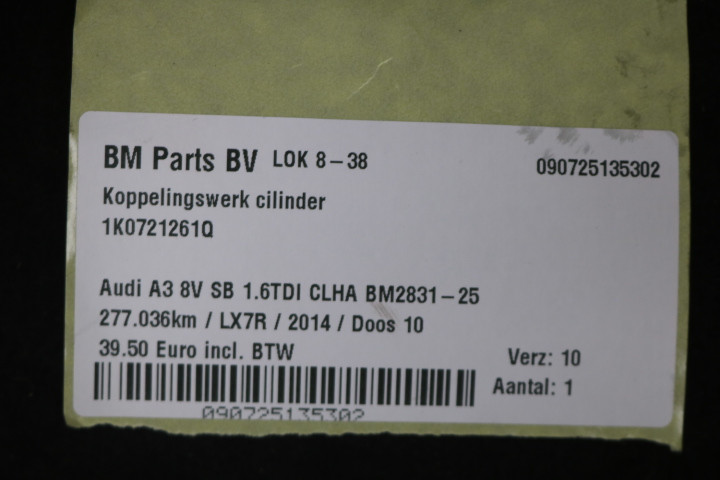 BM Parts BV LOK 8-38
090725135302
Koppelingswerk cilinder
1K0721261Q
Audi A3 8V SB 1.6TDI CLHA BM2831-25
277.036km / LX7R / 2014 / Doos 10
39.50 Euro incl. BTW
Verz: 10
Aantal: 1
090725135302